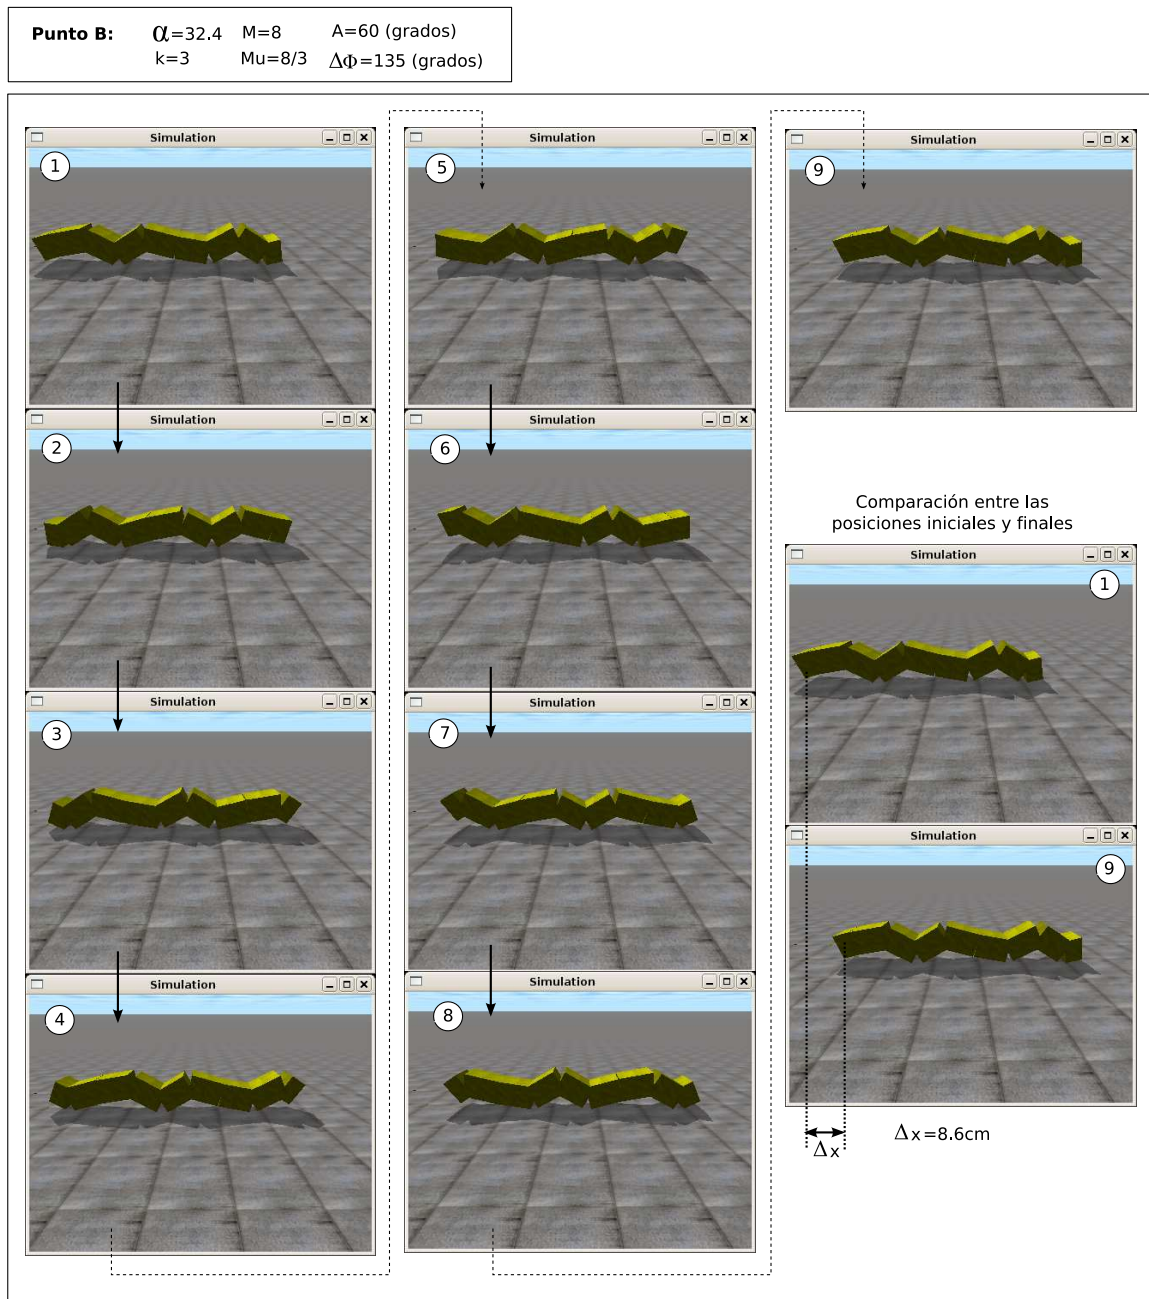 Punto B: α=32.4 M=8 A=60 (grados)
k=3 Mu=8/3 ΔΦ=135 (grados)
Simulation
1
Simulation
2
Simulation
3
Simulation
4
Simulation
5
Simulation
6
Simulation
7
Simulation
8
Simulation
9
Comparación entre las
posiciones iniciales y finales
Simulation
1
Simulation
9
Δx
Δx=8.6cm